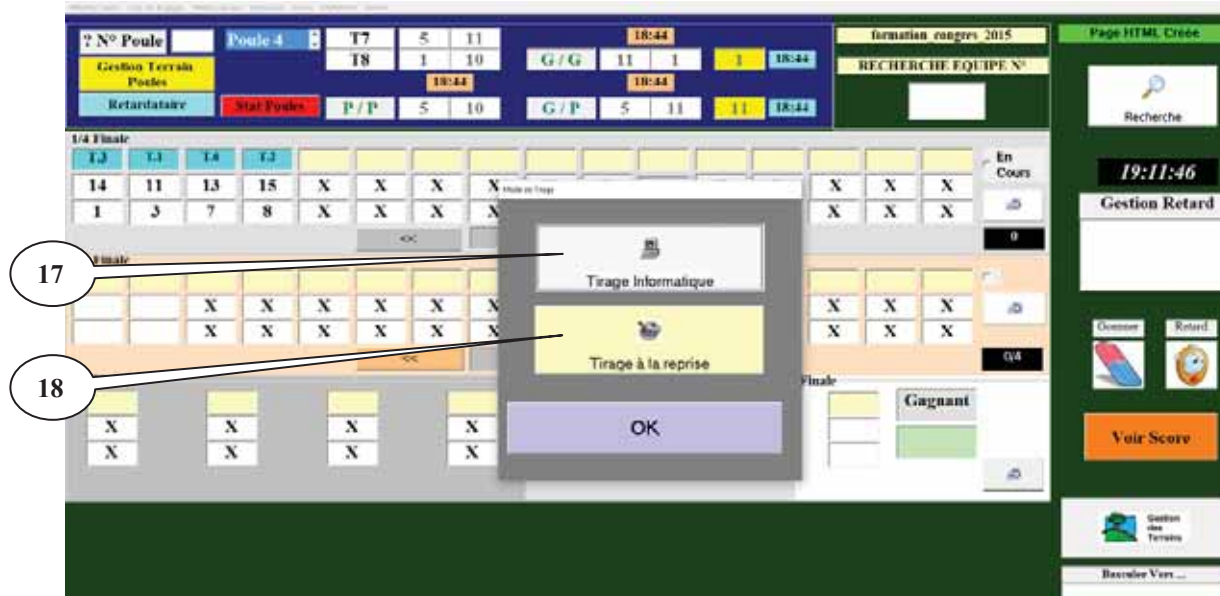 ? N° Poule Poule 4 T7 5 11 18:44 formation congres 2015 Page HTML Créée
Gestion Terrain Poules T8 1 10 G / G 11 1 1 18:44 RECHERCHE EQUIPE N°
18:44 18:44
Retardataire Stat Poules P / P 5 10 G / P 5 11 11 18:44
Recherche
1/4 Finale
T.3 T.1 T.4 T.2 En Cours
14 11 13 15 X X X X X X X
1 3 7 8 X X X X X X X
<< 0
19:11:46
Gestion Retard
Mode de Tirage
17
Tirage Informatique
Finale
X X X X X X X X X
X X X X X X X X X
<< 0/4
18
Tirage à la reprise
OK
Gommer Retard
Finale
Gagnant
X X X X
X X X X
Voir Score
Gestion des Terrains
Basculer Vers ...